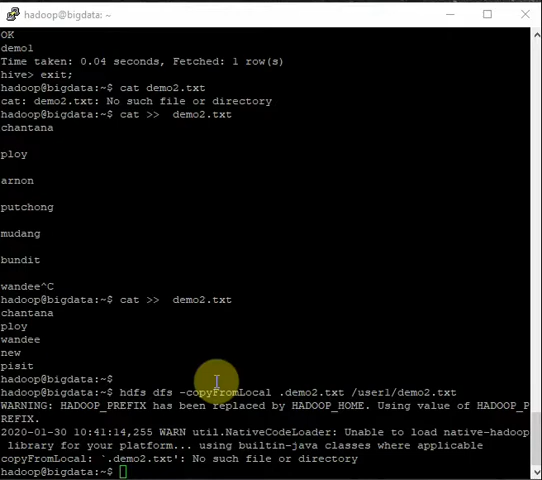 hadoop@bigdata: ~
OK
demo1
Time taken: 0.04 seconds, Fetched: 1 row(s)
hive> exit;
hadoop@bigdata:~$ cat demo2.txt
cat: demo2.txt: No such file or directory
hadoop@bigdata:~$ cat >>  demo2.txt
chantana
ploy
arnon
putchong
mudang
bundit
wandee^C
hadoop@bigdata:~$ cat >>  demo2.txt
chantana
ploy
wandee
new
pisit
hadoop@bigdata:~$
hadoop@bigdata:~$ hdfs dfs -copyFromLocal .demo2.txt /user1/demo2.txt
WARNING: HADOOP_PREFIX has been replaced by HADOOP_HOME. Using value of HADOOP_P
REFIX.
2020-01-30 10:41:14,255 WARN util.NativeCodeLoader: Unable to load native-hadoop
 library for your platform... using builtin-java classes where applicable
copyFromLocal: `.demo2.txt': No such file or directory
hadoop@bigdata:~$